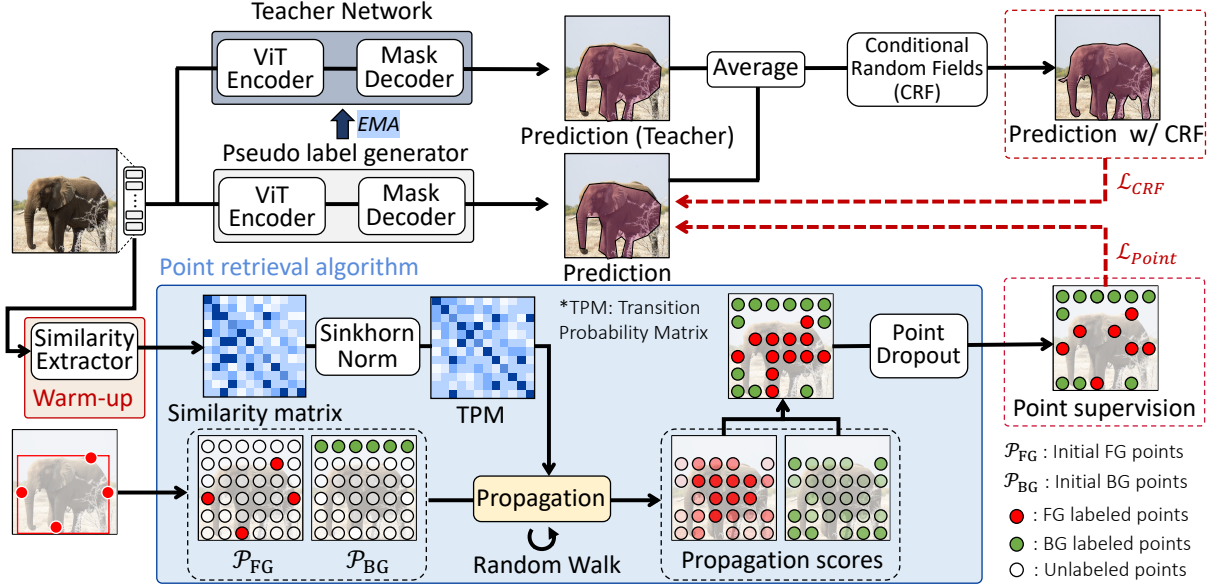 Teacher Network
ViT
Encoder
Mask
Decoder
Average
Conditional
Random Fields
(CRF)
Prediction (Teacher)
Prediction w/ CRF
EMA
Pseudo label generator
ViT
Encoder
Mask
Decoder
Prediction
ℒ_CRF
ℒ_Point
Point retrieval algorithm
Similarity
Extractor
Warm-up
Similarity matrix
Sinkhorn
Norm
TPM
*TPM: Transition
Probability Matrix
Point
Dropout
Point supervision
𝒫_FG
𝒫_BG
Propagation
Random Walk
Propagation scores
𝒫_FG : Initial FG points
𝒫_BG : Initial BG points
: FG labeled points
: BG labeled points
: Unlabeled points